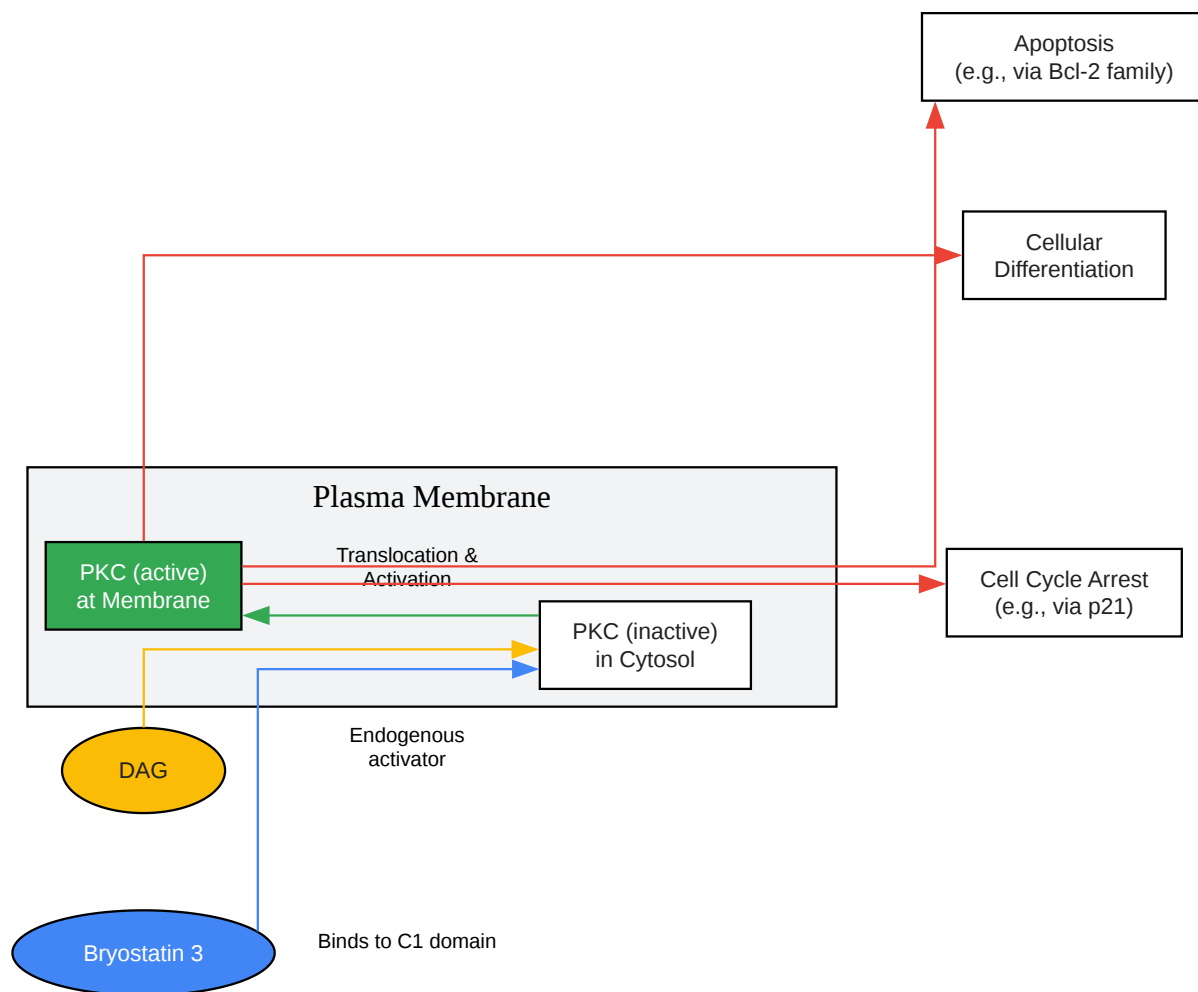 Apoptosis
(e.g., via Bcl-2 family)
Cellular
Differentiation
Plasma Membrane
Translocation &
Activation
PKC (active)
at Membrane
Cell Cycle Arrest
(e.g., via p21)
PKC (inactive)
in Cytosol
Endogenous
activator
DAG
Bryostatin 3
Binds to C1 domain